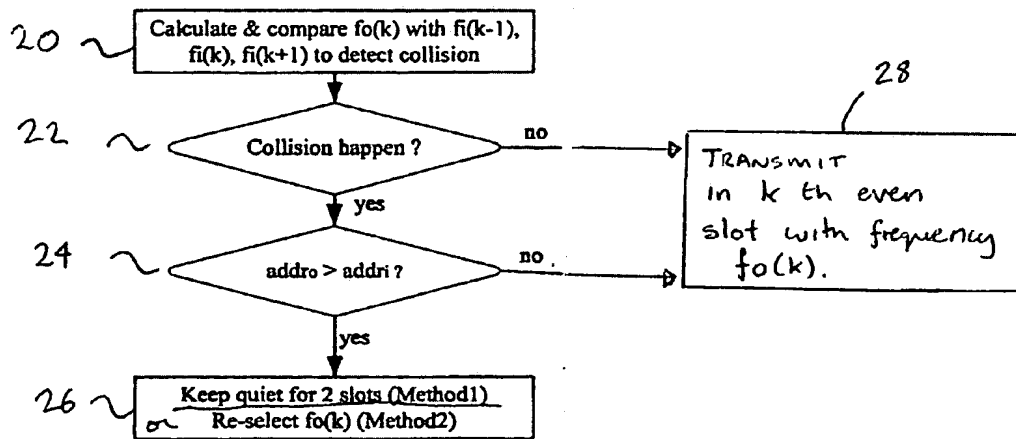 20
Calculate & compare fo(k) with fi(k-1),
fi(k), fi(k+1) to detect collision
28
22
Collision happen ?
no
TRANSMIT
in k th even
slot with frequency
fo(k).
yes
24
addro > addri ?
no
yes
26
Keep quiet for 2 slots (Method1)
or Re-select fo(k) (Method2)